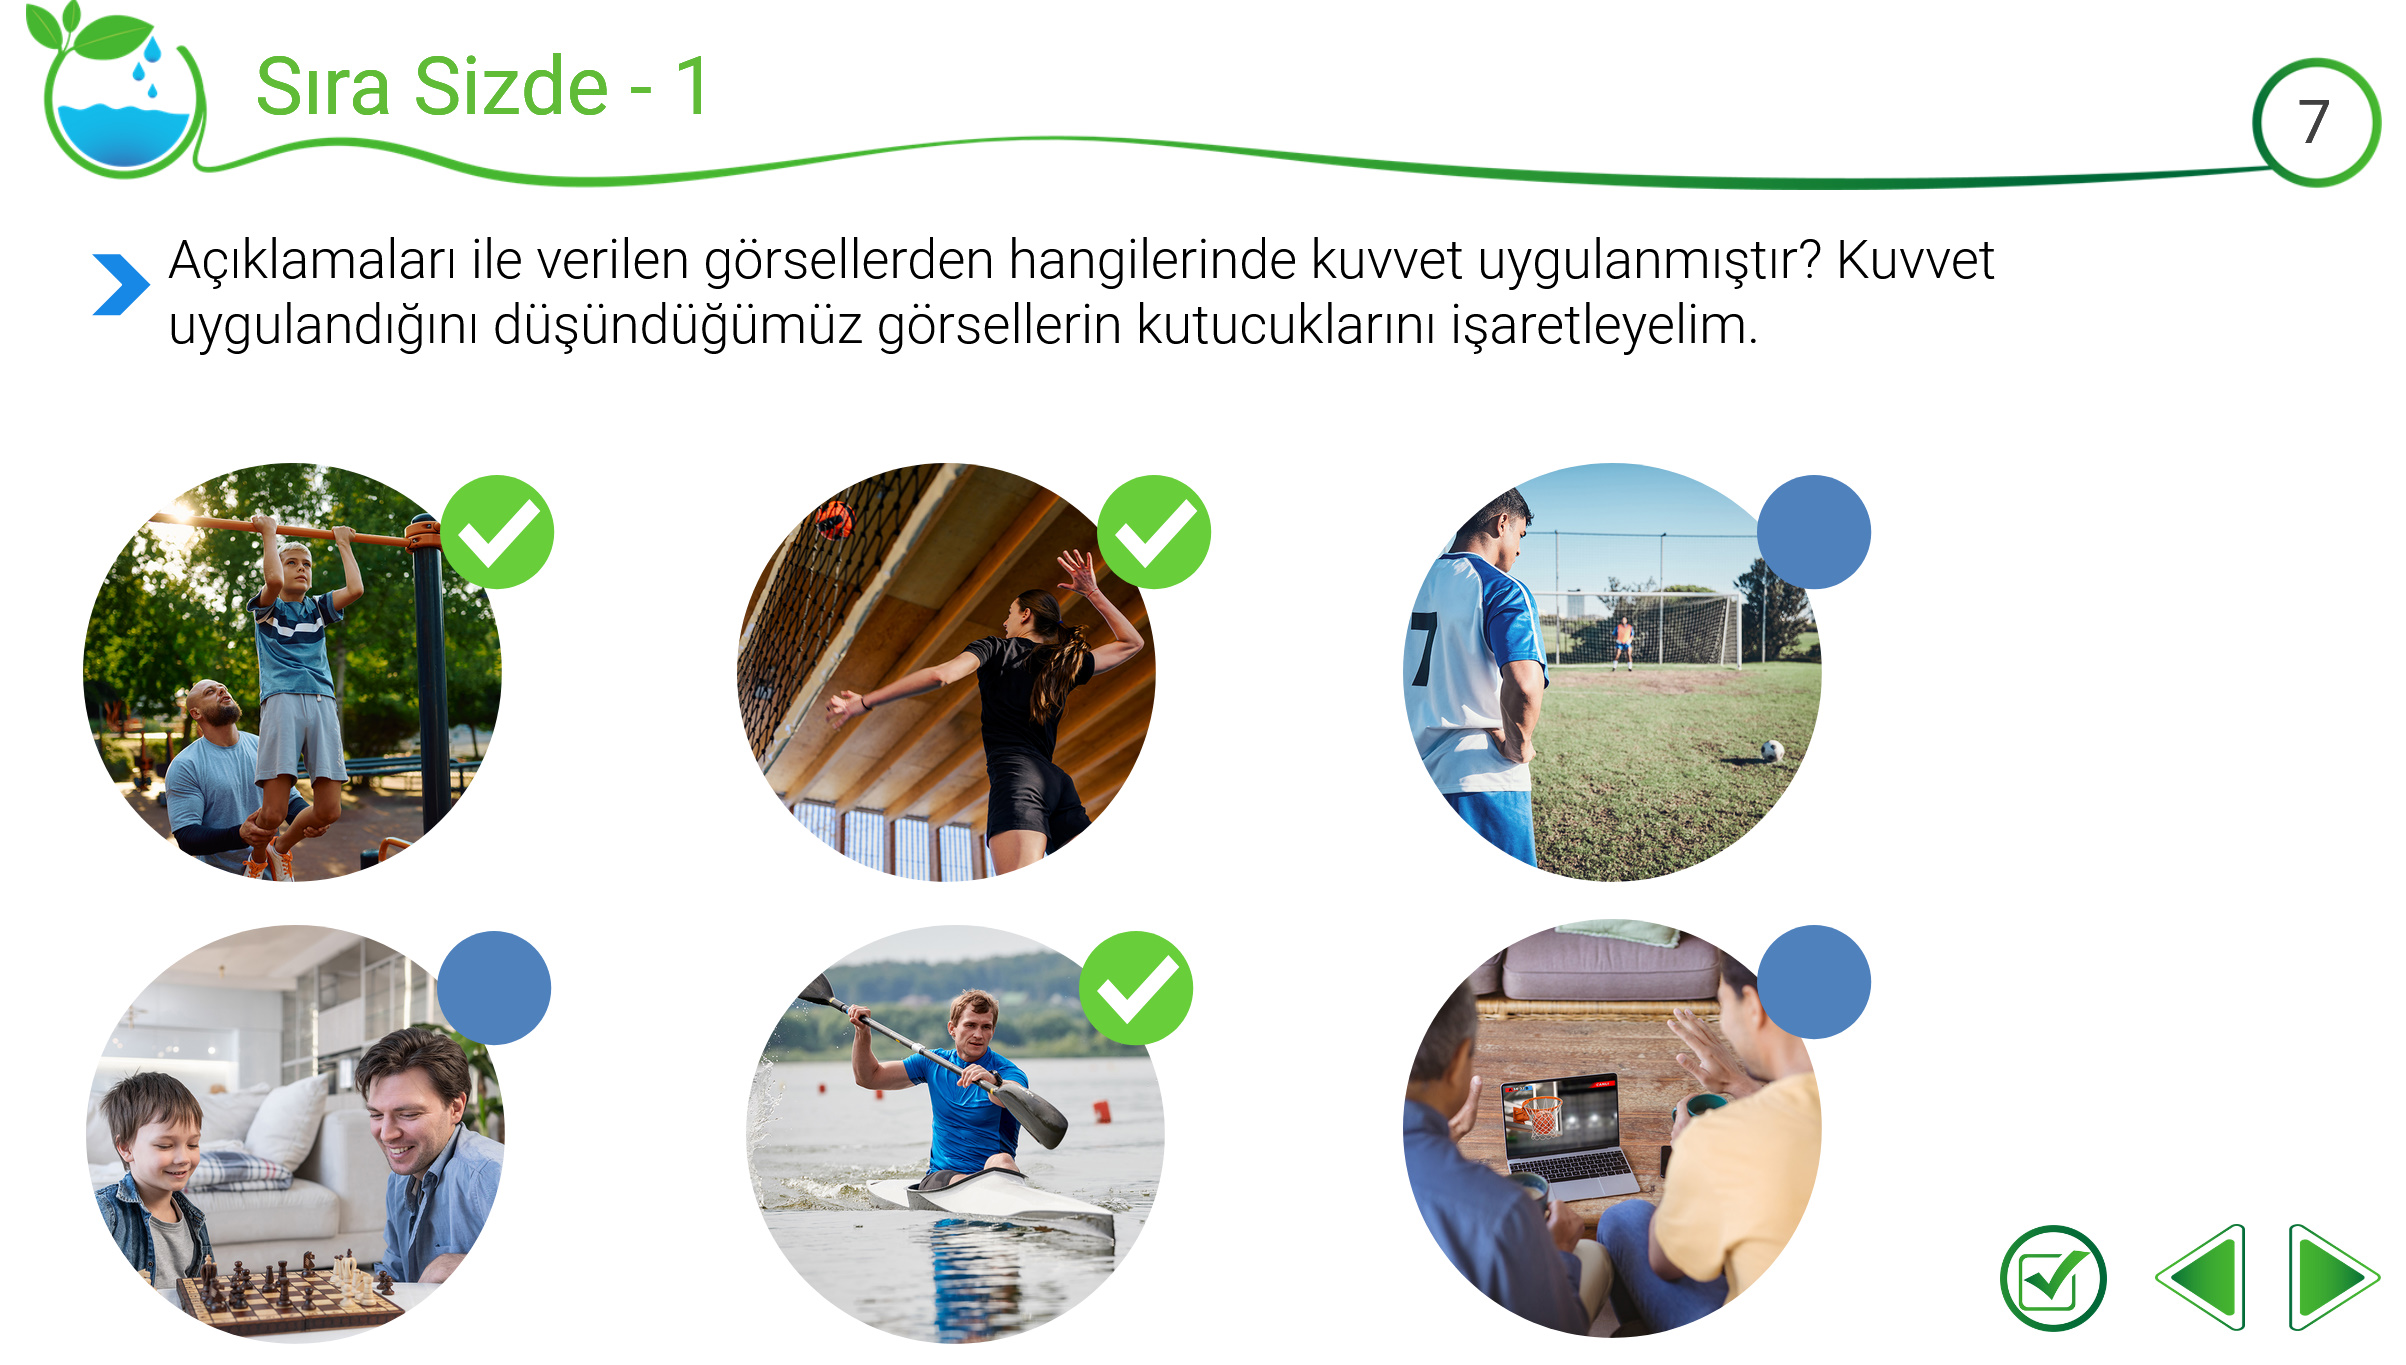 Sıra Sizde - 1
7
Açıklamaları ile verilen görsellerden hangilerinde kuvvet uygulanmıştır? Kuvvet
uygulandığını düşündüğümüz görsellerin kutucuklarını işaretleyelim.
7